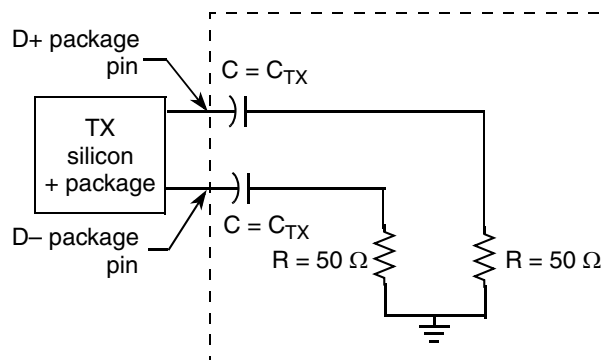 D+ package
pin
C = CTX
TX
silicon
+ package
D– package
pin
C = CTX
R = 50 Ω
R = 50 Ω